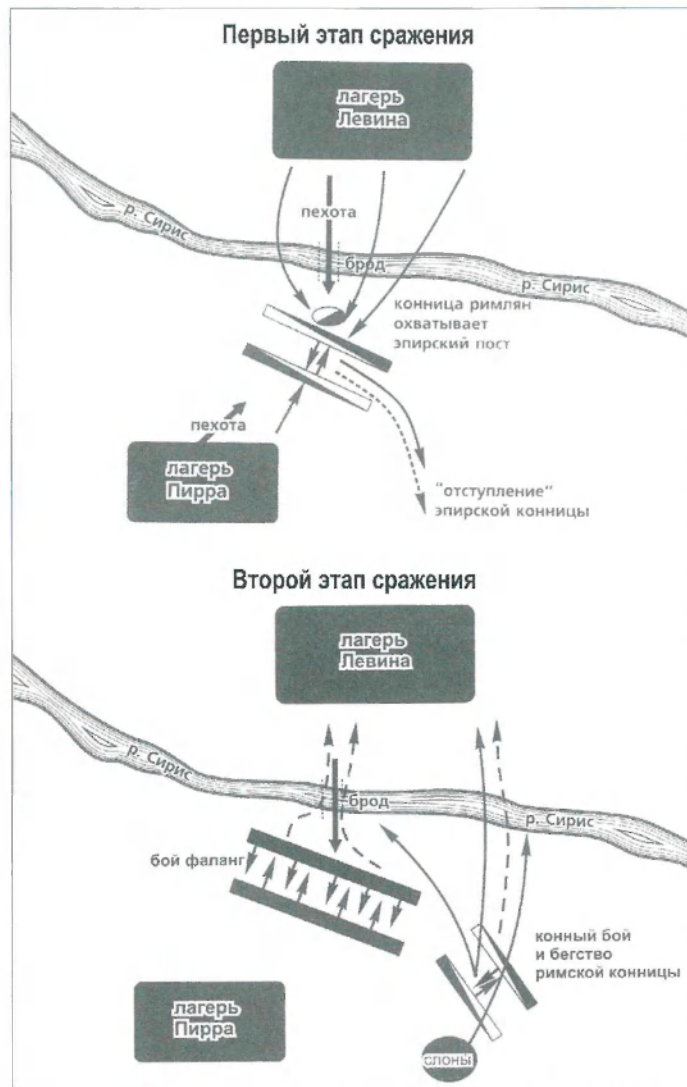 Первый этап сражения
лагерь
Левина
р. Сирис
пехота
брод
р. Сирис
конница римлян
охватывает
эпирский пост
пехота
лагерь
Пирра
"отступление"
эпирской конницы
Второй этап сражения
лагерь
Левина
р. Сирис
брод
р. Сирис
бой фаланг
конный бой
и бегство
римской конницы
лагерь
Пирра
слоны